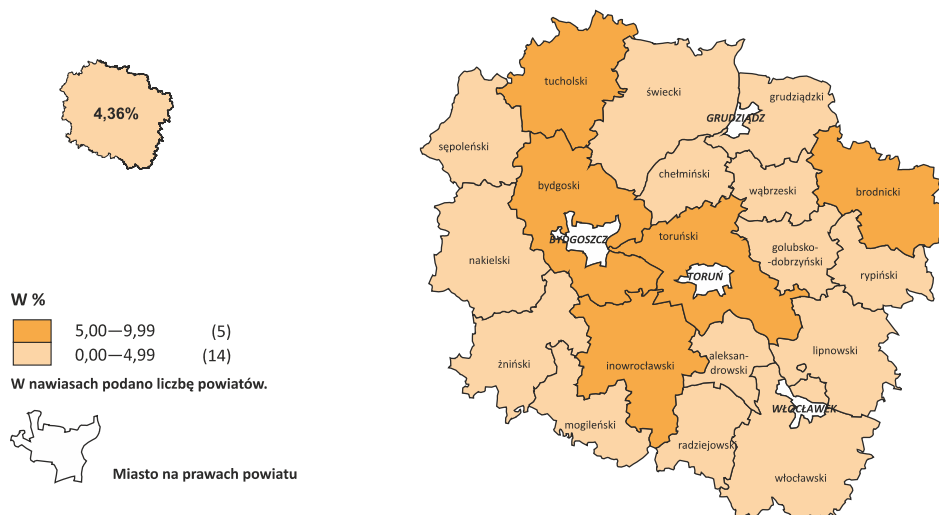 4,36%
W %
5,00—9,99 (5)
0,00—4,99 (14)
W nawiasach podano liczbę powiatów.
Miasto na prawach powiatu
tucholski
świecki
grudziądzki
GRUDZIĄDZ
sępoleński
chełmiński
bydgoski
wąbrzeski
brodnicki
BYDGOSZCZ
toruński
golubsko-
-dobrzyński
nakielski
rypiński
TORUŃ
lipnowski
aleksan-
drowski
żniński
inowrocławski
WŁOCŁAWEK
mogileński
radziejowski
włocławski